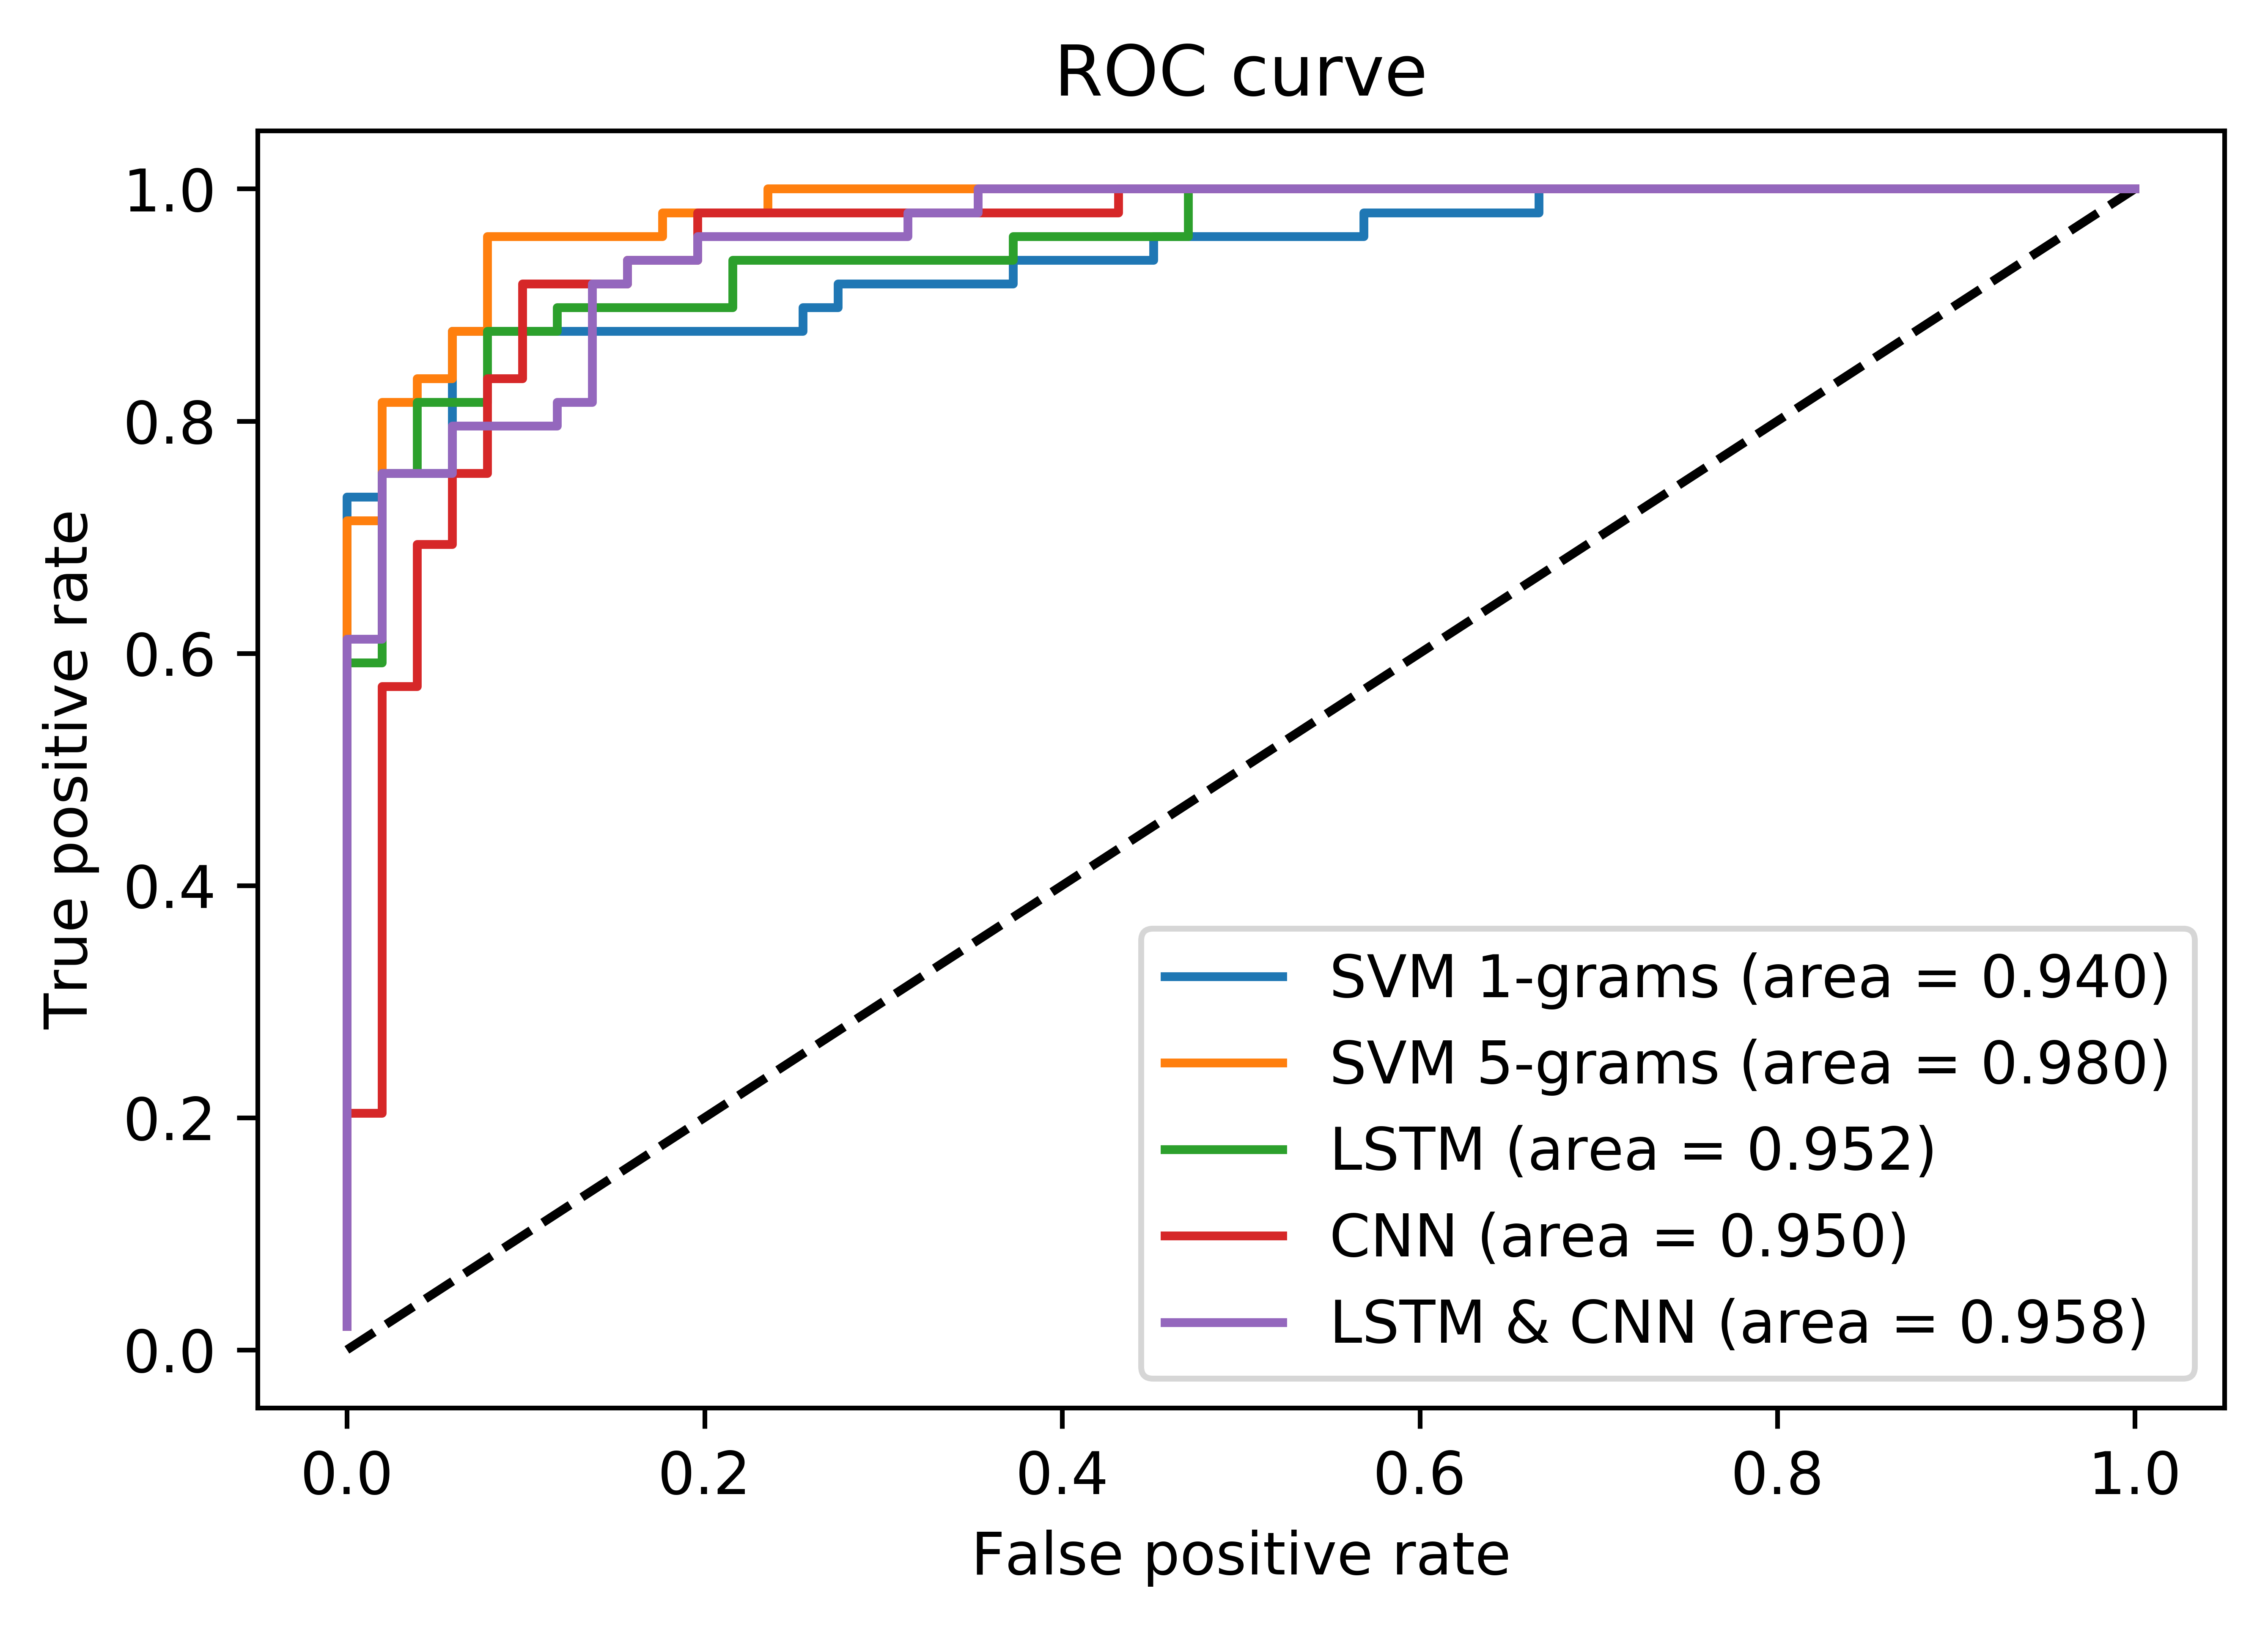 ROC curve
True positive rate
1.0
0.8
0.6
0.4
0.2
0.0
SVM 1-grams (area = 0.940)
SVM 5-grams (area = 0.980)
LSTM (area = 0.952)
CNN (area = 0.950)
LSTM & CNN (area = 0.958)
0.0 0.2 0.4 0.6 0.8 1.0
False positive rate